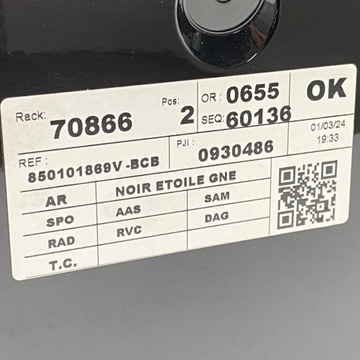 Rack: 70866 Pos: 2 OR : 0655 OK
SEQ: 60136
REF : 850101869V -BCB PJI : 0930486 01/03/24
19:33
AR NOIR ETOILE GNE
SPO AAS SAM
RAD RVC DAG
T.C.